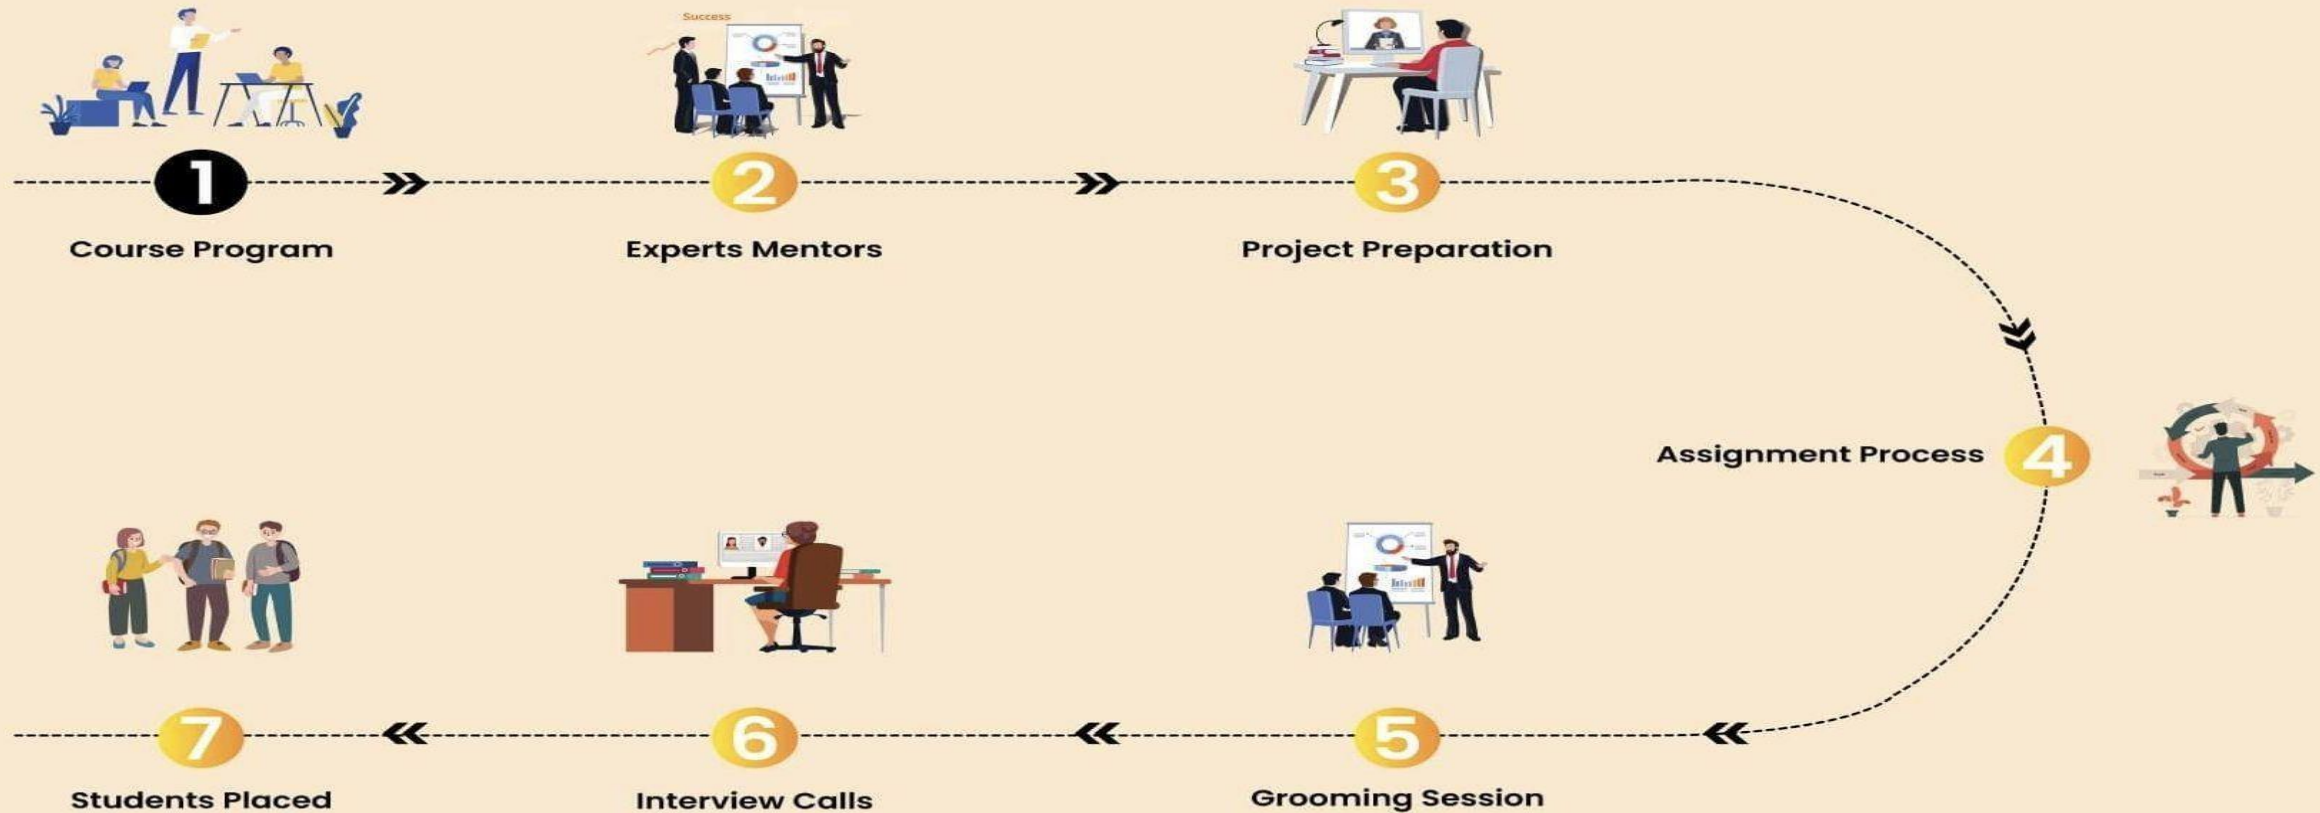 Success
1
Course Program
2
Experts Mentors
3
Project Preparation
4
Assignment Process
5
Grooming Session
6
Interview Calls
7
Students Placed